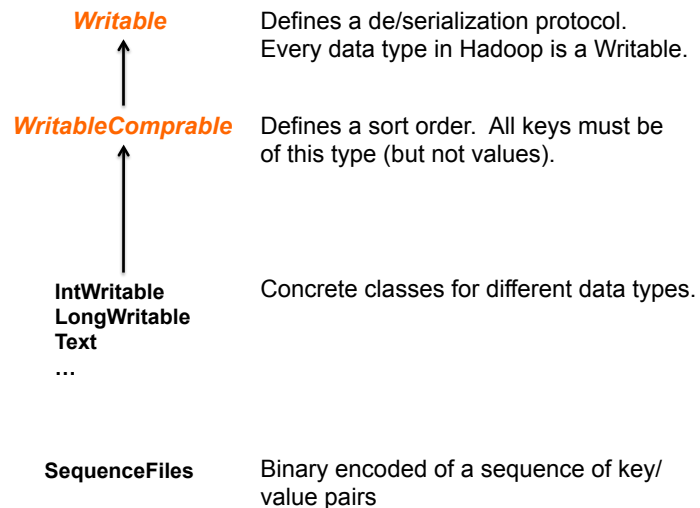 Writable
Defines a de/serialization protocol.
Every data type in Hadoop is a Writable.
WritableComprable
Defines a sort order.  All keys must be
of this type (but not values).
IntWritable
LongWritable
Text
…
Concrete classes for different data types.
SequenceFiles
Binary encoded of a sequence of key/
value pairs